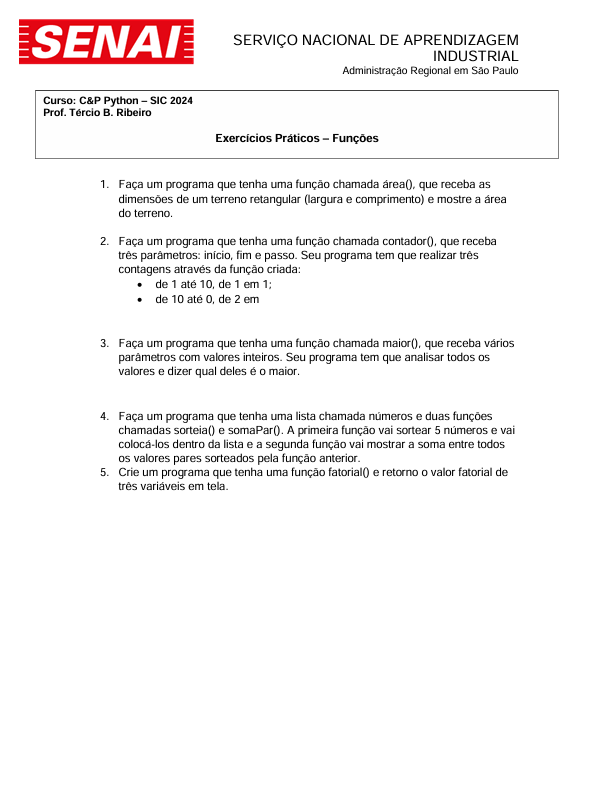 SENAI
SERVIÇO NACIONAL DE APRENDIZAGEM
INDUSTRIAL
Administração Regional em São Paulo
Curso: C&P Python – SIC 2024
Prof. Tércio B. Ribeiro
Exercícios Práticos – Funções
1. Faça um programa que tenha uma função chamada área(), que receba as
dimensões de um terreno retangular (largura e comprimento) e mostre a área
do terreno.
2. Faça um programa que tenha uma função chamada contador(), que receba
três parâmetros: início, fim e passo. Seu programa tem que realizar três
contagens através da função criada:
• de 1 até 10, de 1 em 1;
• de 10 até 0, de 2 em
3. Faça um programa que tenha uma função chamada maior(), que receba vários
parâmetros com valores inteiros. Seu programa tem que analisar todos os
valores e dizer qual deles é o maior.
4. Faça um programa que tenha uma lista chamada números e duas funções
chamadas sorteia() e somaPar(). A primeira função vai sortear 5 números e vai
colocá-los dentro da lista e a segunda função vai mostrar a soma entre todos
os valores pares sorteados pela função anterior.
5. Crie um programa que tenha uma função fatorial() e retorno o valor fatorial de
três variáveis em tela.